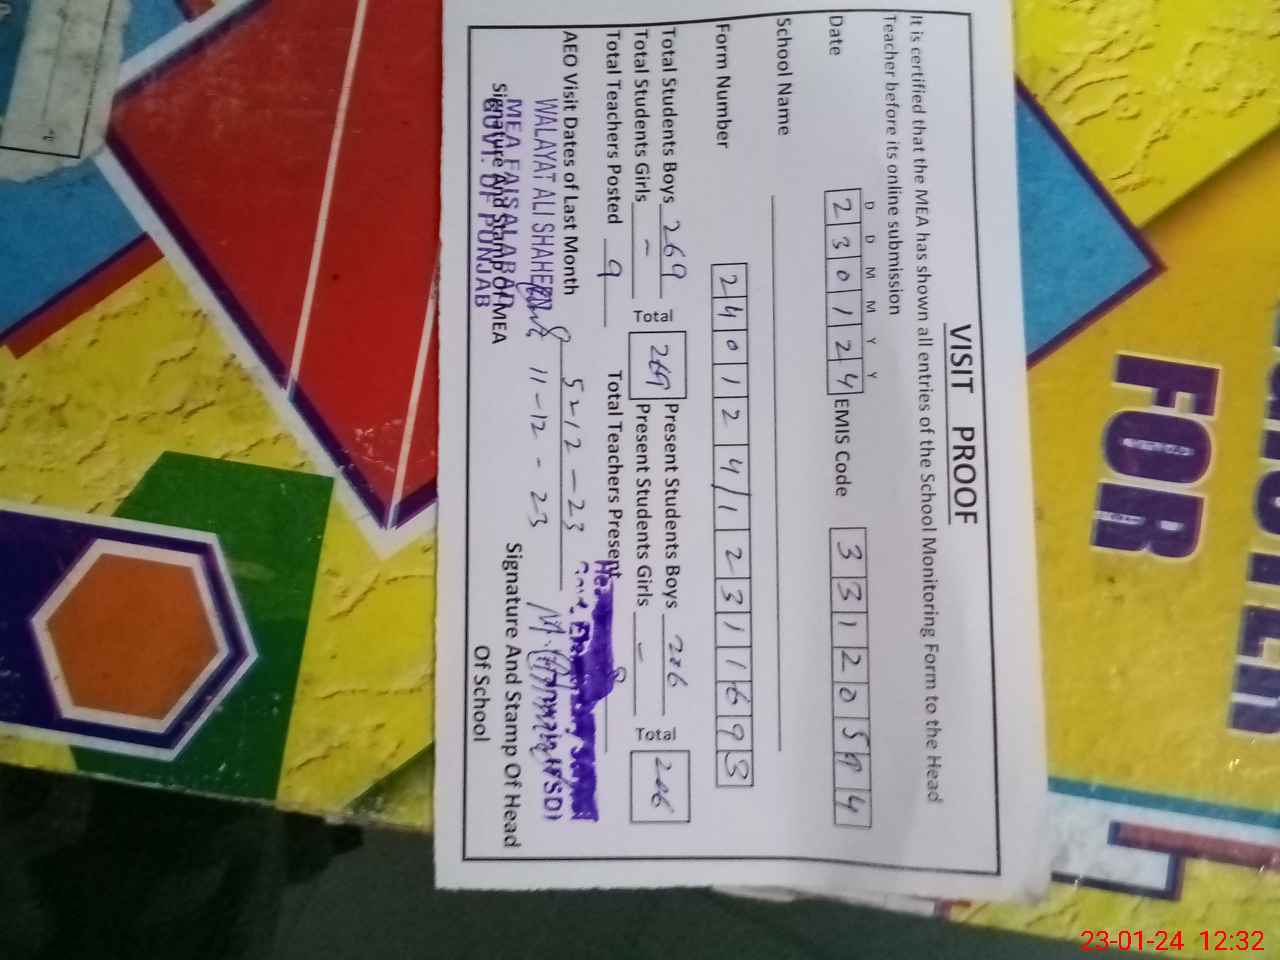 VISIT PROOF
It is certified that the MEA has shown all entries of the School Monitoring Form to the Head
Teacher before its online submission
D D M M Y Y
Date 2 3 0 1 2 4 EMIS Code 3 3 1 2 0 5 4
School Name
Form Number 2 4 0 1 2 4 / 1 2 3 1 1 6 9 3
Total Students Boys 269 Present Students Boys 206
Total Students Girls - Total 269 Present Students Girls - Total 206
Total Teachers Posted 9 Total Teachers Present
AEO Visit Dates of Last Month 5-12-23
11-12-23
WALAYAT ALI SHAHEEN
MEA FAISALABAD
GOVT. OF PUNJAB
Signature And Stamp Of MEA
Signature And Stamp Of Head
Of School
FOR
23-01-24 12:32